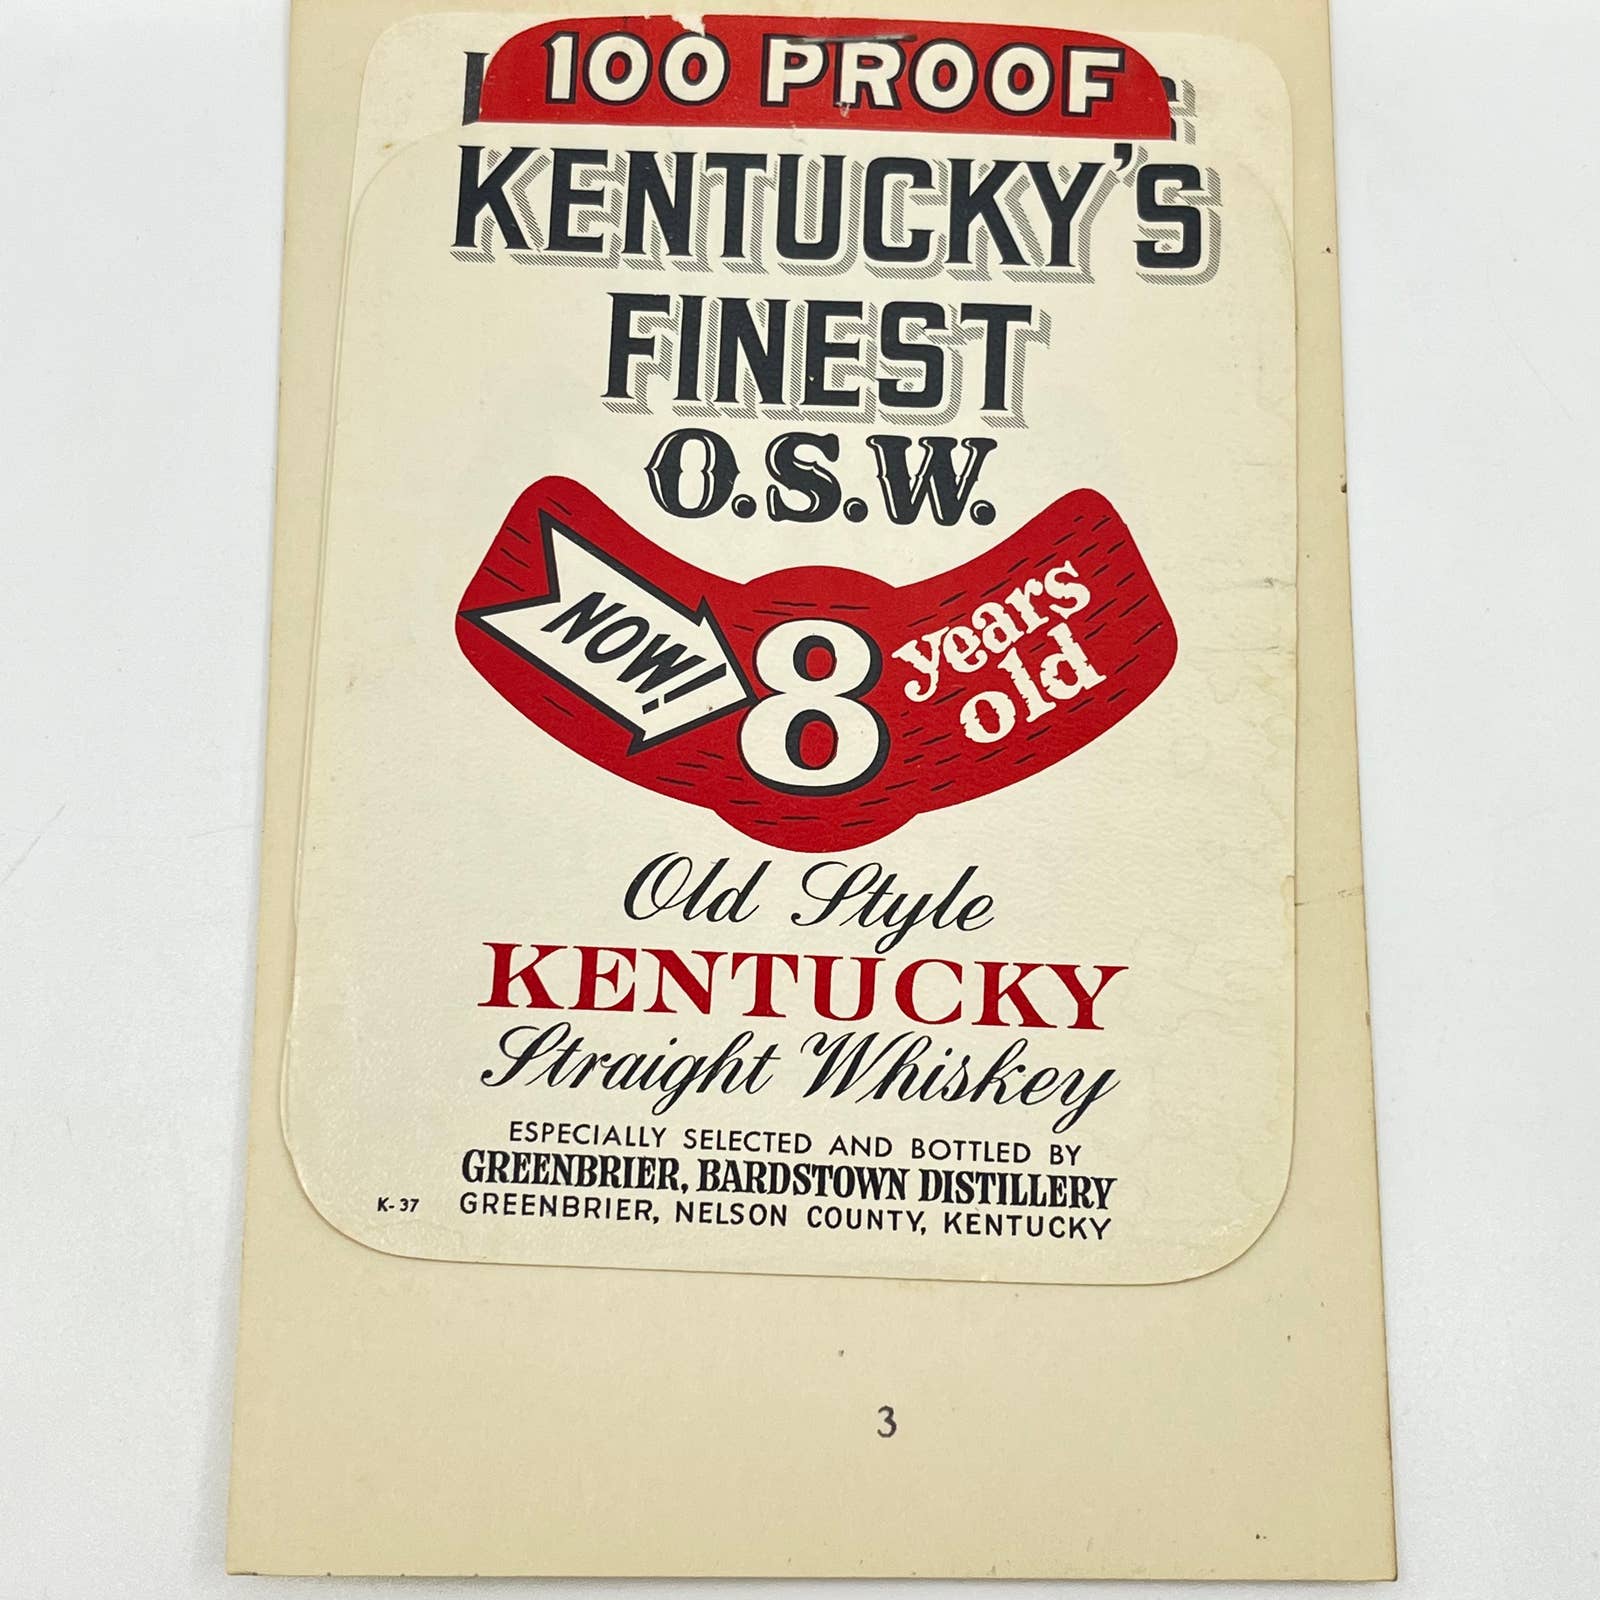 100 PROOF
KENTUCKY'S
FINEST
O.S.W.
NOW!
8
years
old
Old Style
KENTUCKY
Straight Whiskey
ESPECIALLY SELECTED AND BOTTLED BY
GREENBRIER, BARDSTOWN DISTILLERY
K-37 GREENBRIER, NELSON COUNTY, KENTUCKY
3